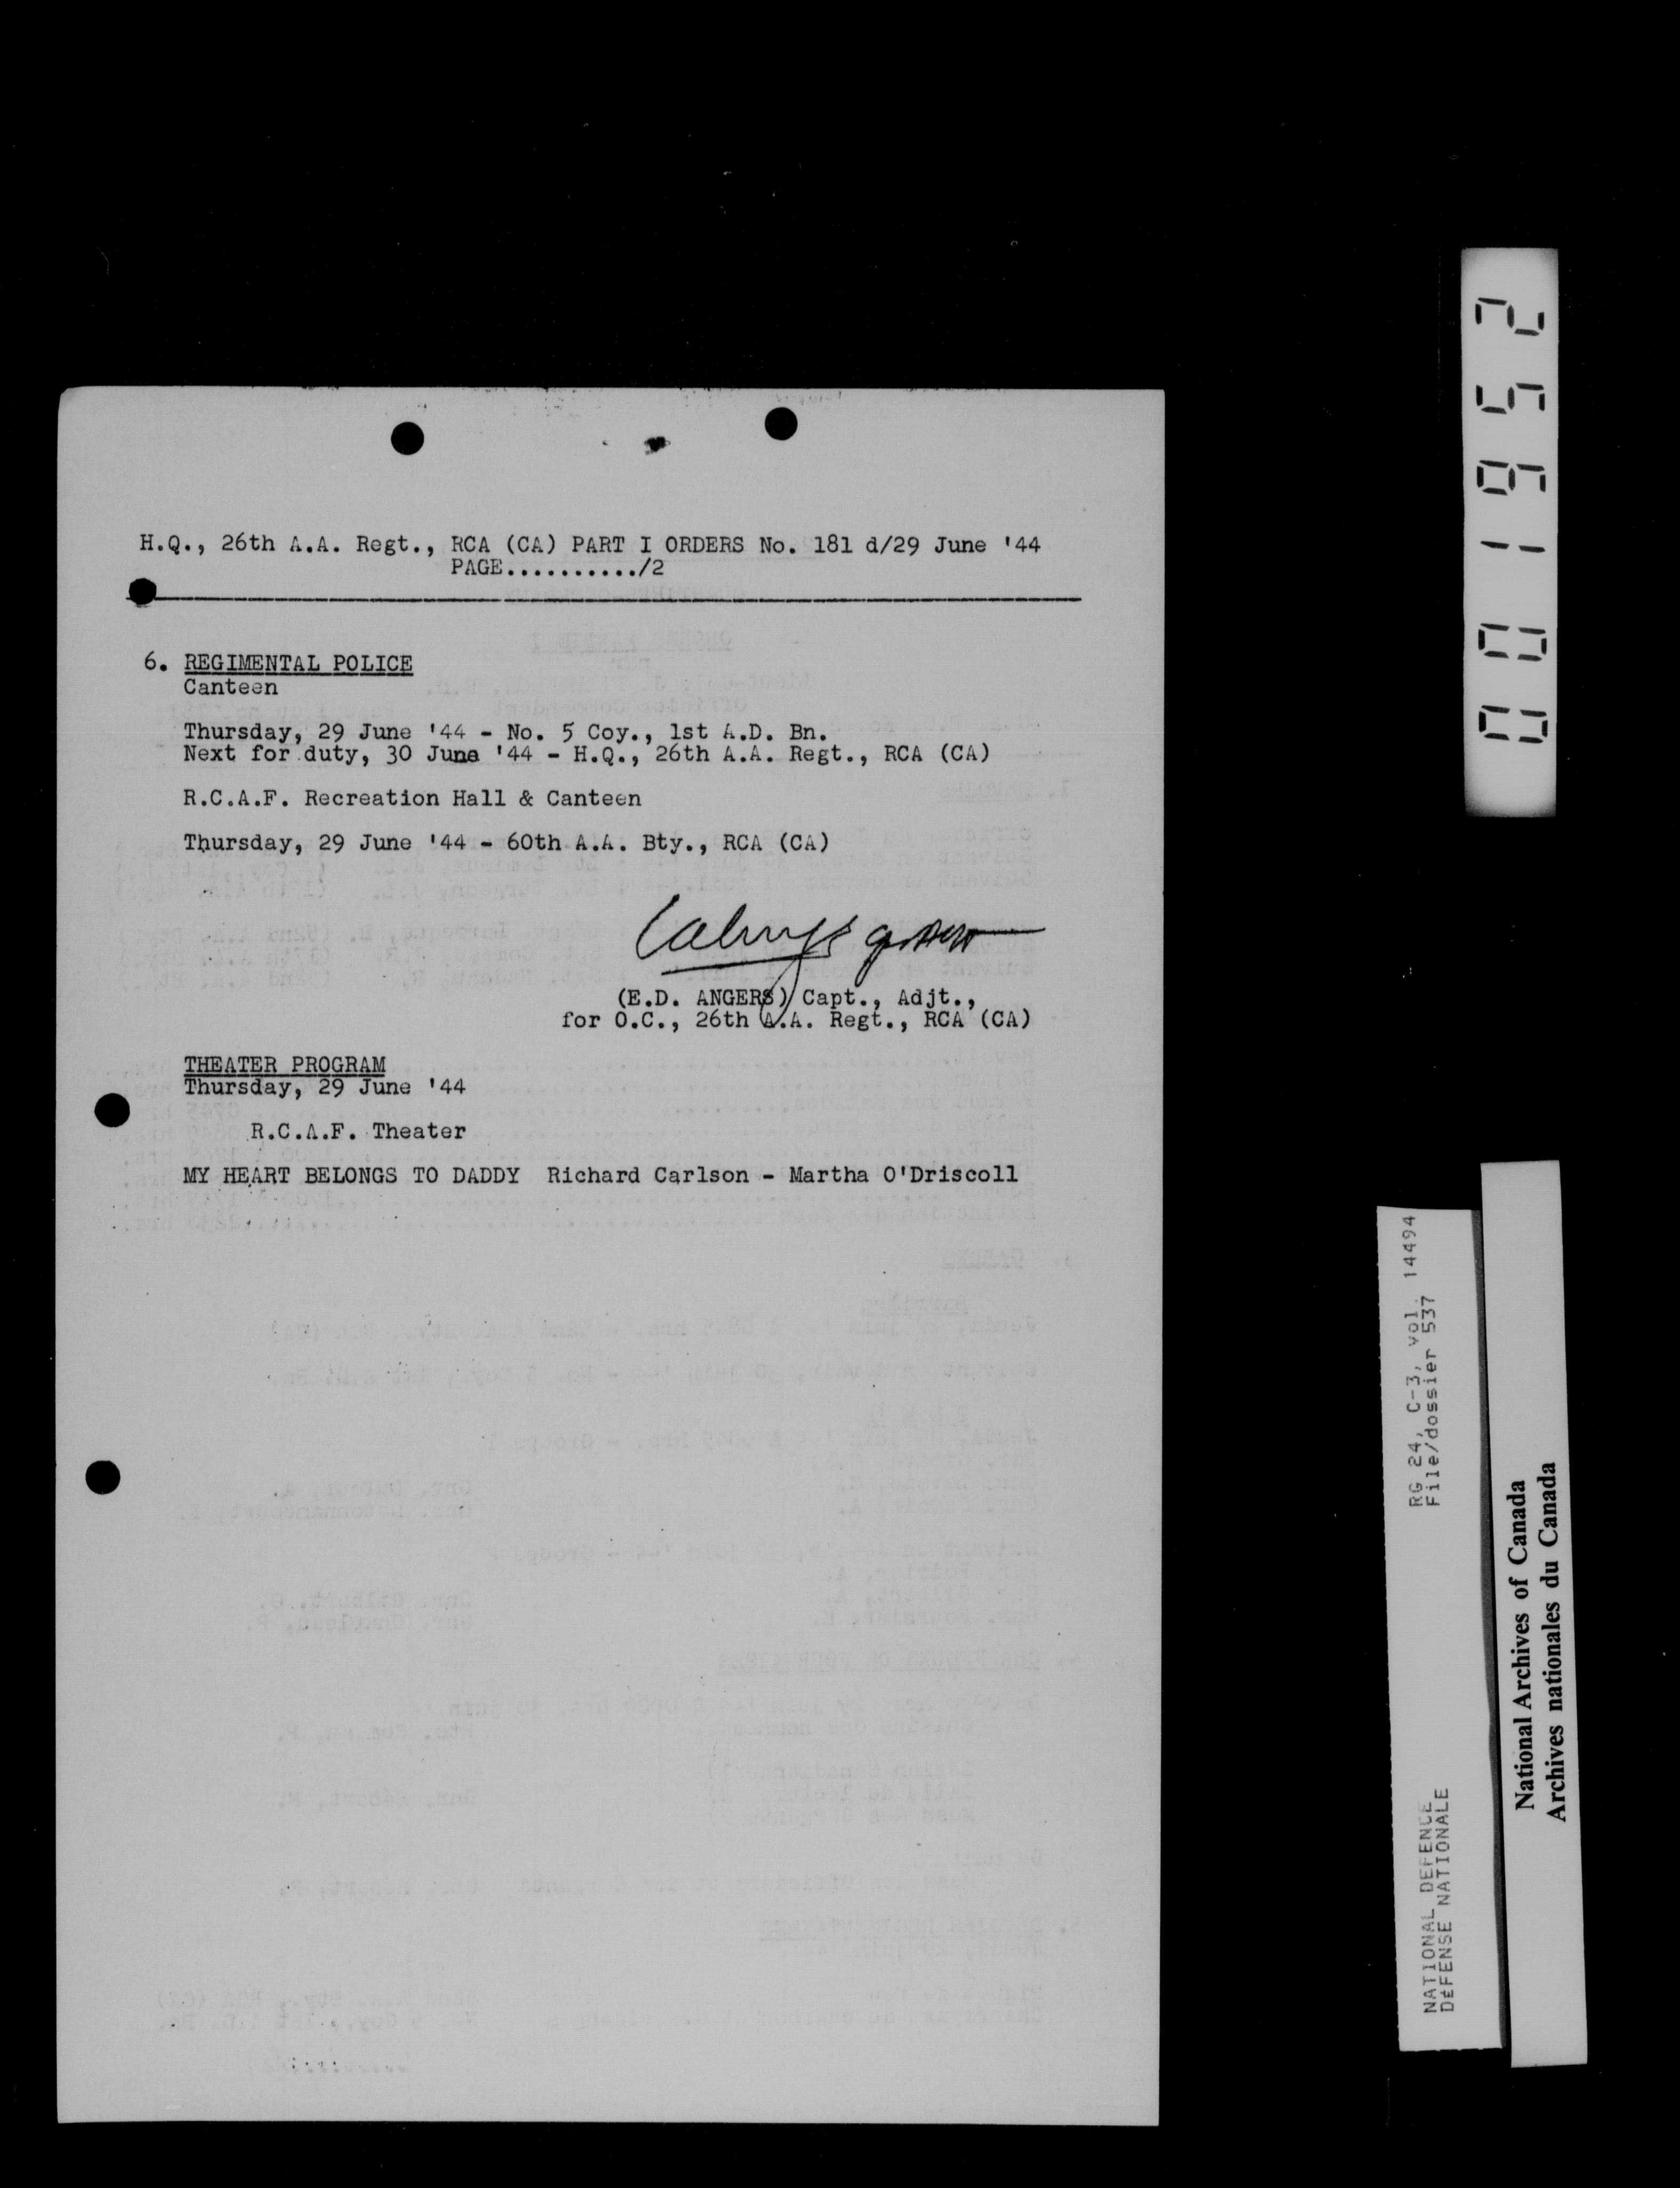 H.Q., 26th A.A. Regt., RCA (CA) PART I ORDERS No. 181 d/29 June '44
PAGE........../2
6. REGIMENTAL POLICE
Canteen
Thursday, 29 June '44 - No. 5 Coy., 1st A.D. Bn.
Next for duty, 30 June '44 - H.Q., 26th A.A. Regt., RCA (CA)
R.C.A.F. Recreation Hall & Canteen
Thursday, 29 June '44 - 60th A.A. Bty., RCA (CA)
(E.D. ANGERS) Capt., Adjt.,
for O.C., 26th A.A. Regt., RCA (CA)
THEATER PROGRAM
Thursday, 29 June '44
R.C.A.F. Theater
MY HEART BELONGS TO DADDY Richard Carlson - Martha O'Driscoll
001952
RG 24, C-3, vol. 14494
File/dossier 537
NATIONAL DEFENCE
DÉFENSE NATIONALE
National Archives of Canada
Archives nationales du Canada